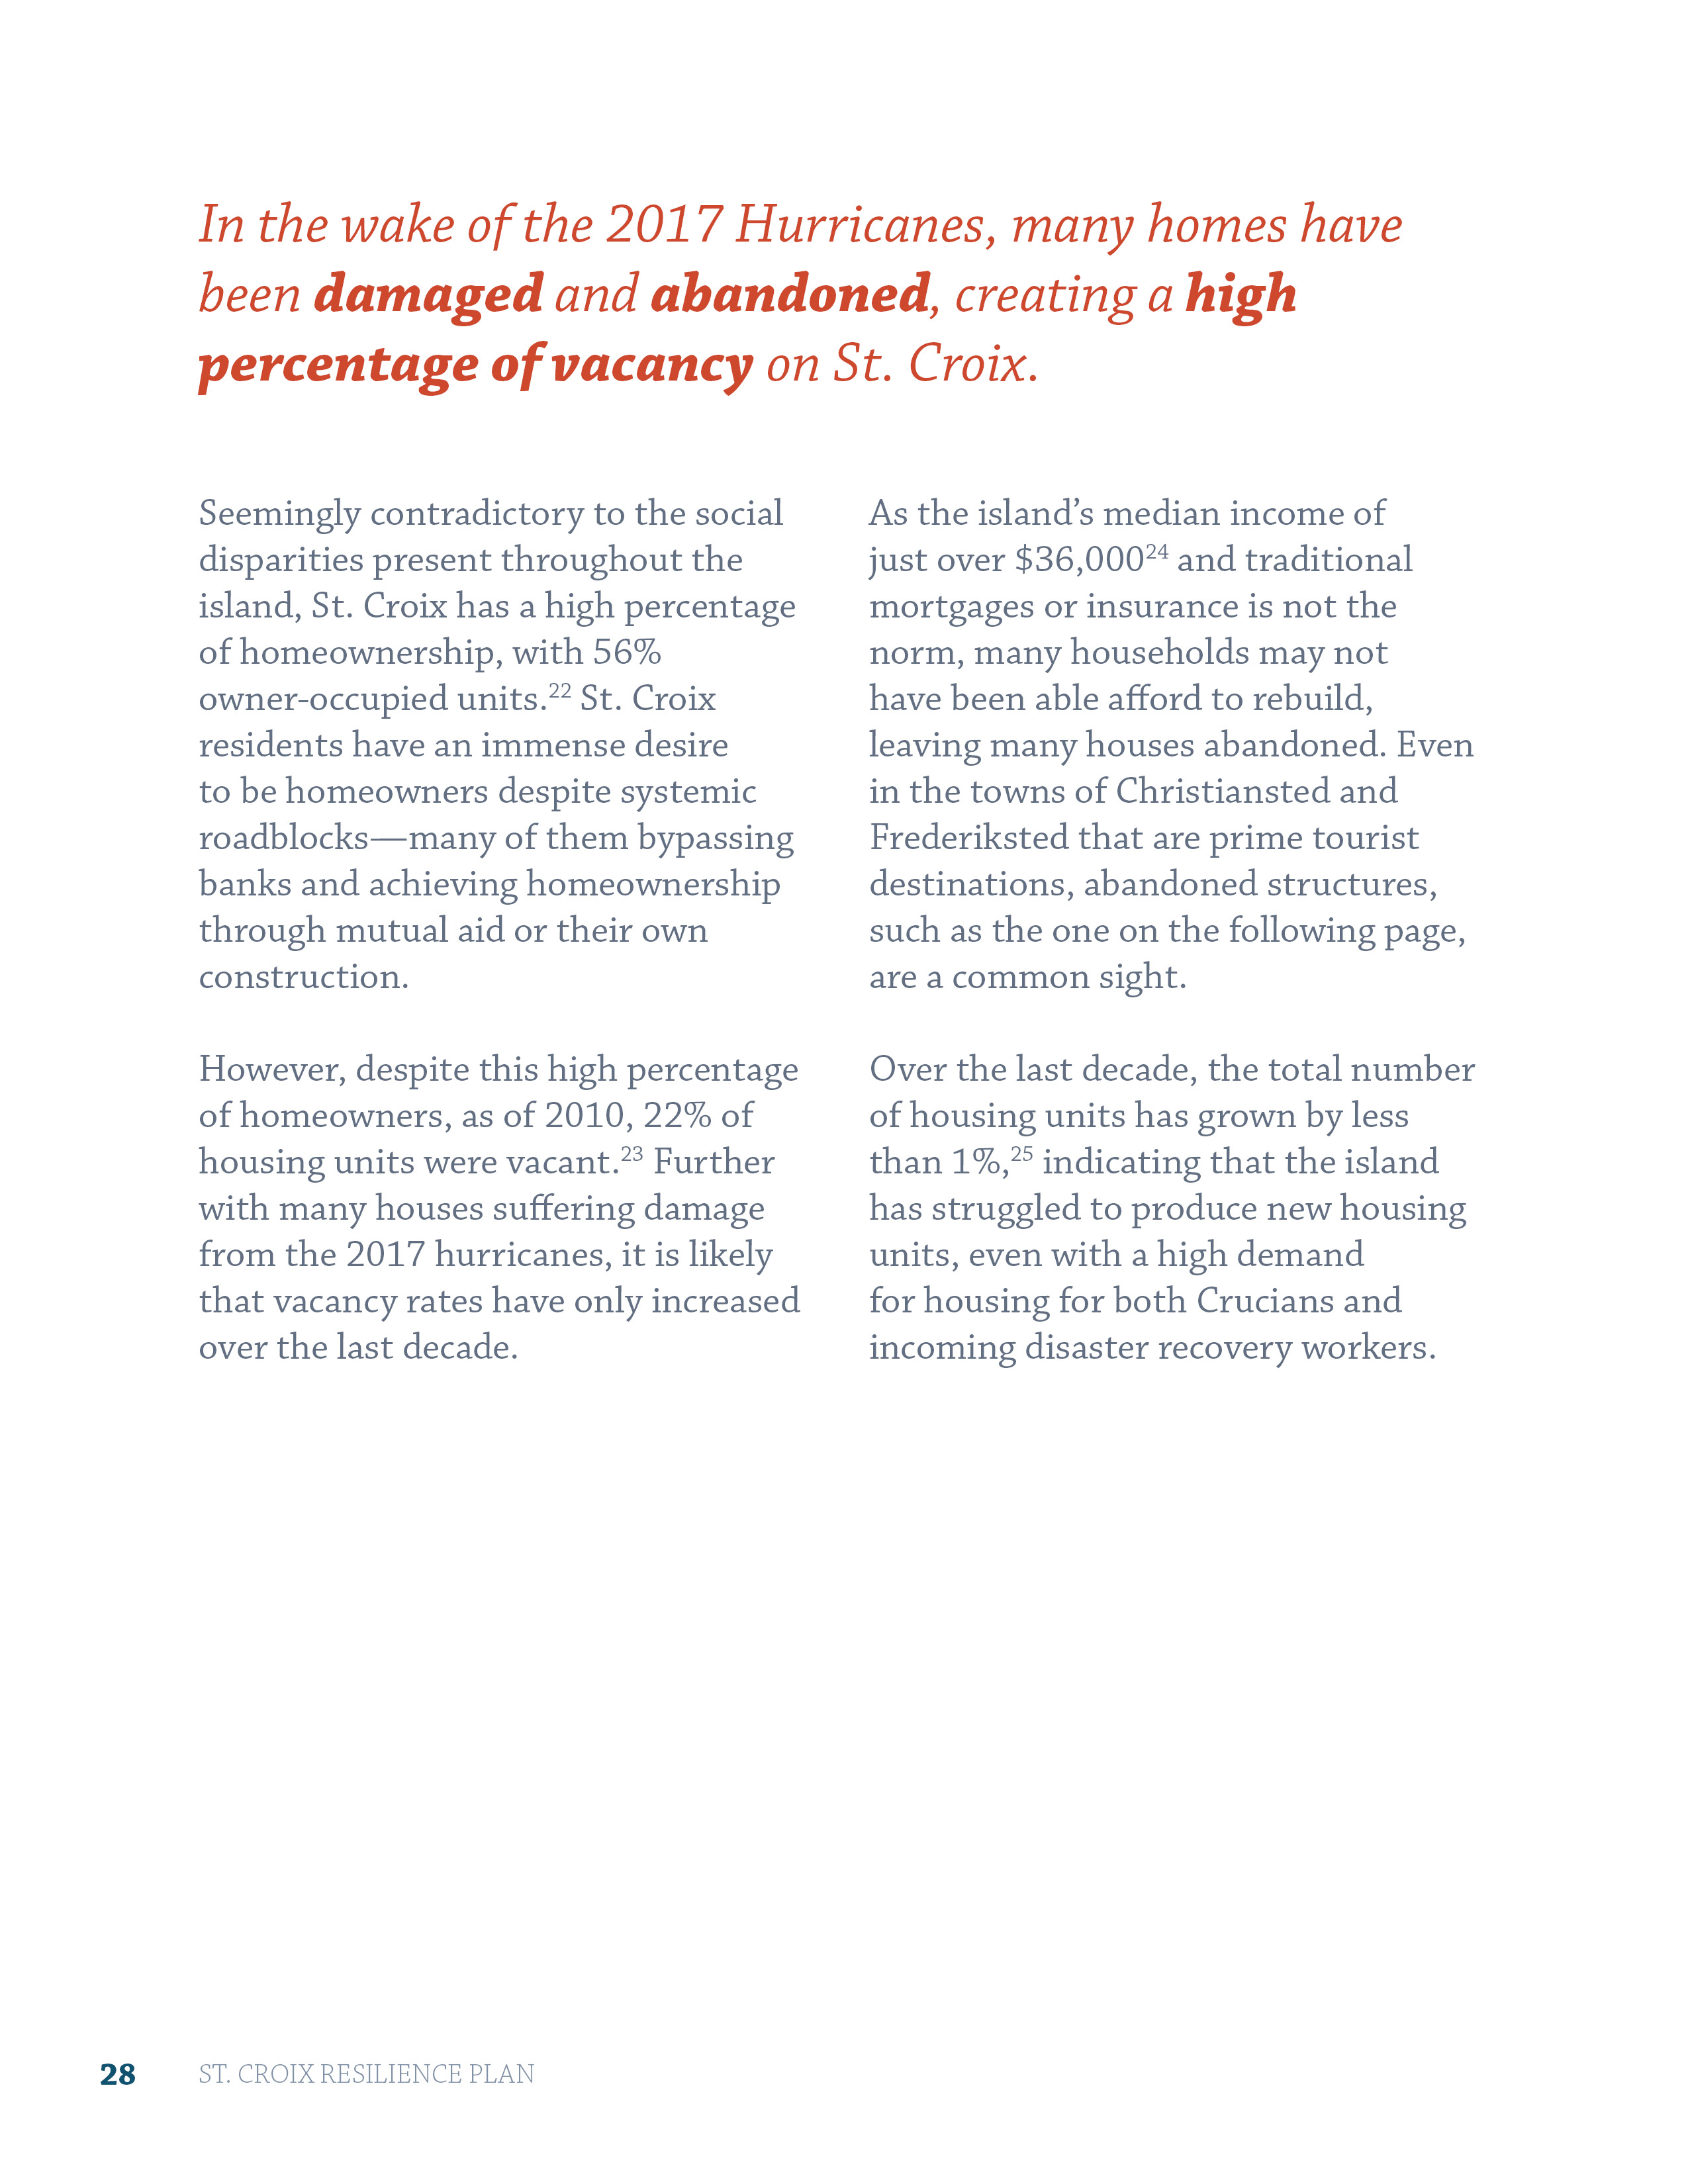 In the wake of the 2017 Hurricanes, many homes have
been damaged and abandoned, creating a high
percentage of vacancy on St. Croix.
Seemingly contradictory to the social
disparities present throughout the
island, St. Croix has a high percentage
of homeownership, with 56%
owner-occupied units.22 St. Croix
residents have an immense desire
to be homeowners despite systemic
roadblocks—many of them bypassing
banks and achieving homeownership
through mutual aid or their own
construction.
However, despite this high percentage
of homeowners, as of 2010, 22% of
housing units were vacant.23 Further
with many houses suffering damage
from the 2017 hurricanes, it is likely
that vacancy rates have only increased
over the last decade.
As the island’s median income of
just over $36,00024 and traditional
mortgages or insurance is not the
norm, many households may not
have been able afford to rebuild,
leaving many houses abandoned. Even
in the towns of Christiansted and
Frederiksted that are prime tourist
destinations, abandoned structures,
such as the one on the following page,
are a common sight.
Over the last decade, the total number
of housing units has grown by less
than 1%,25 indicating that the island
has struggled to produce new housing
units, even with a high demand
for housing for both Crucians and
incoming disaster recovery workers.
28 ST. CROIX RESILIENCE PLAN